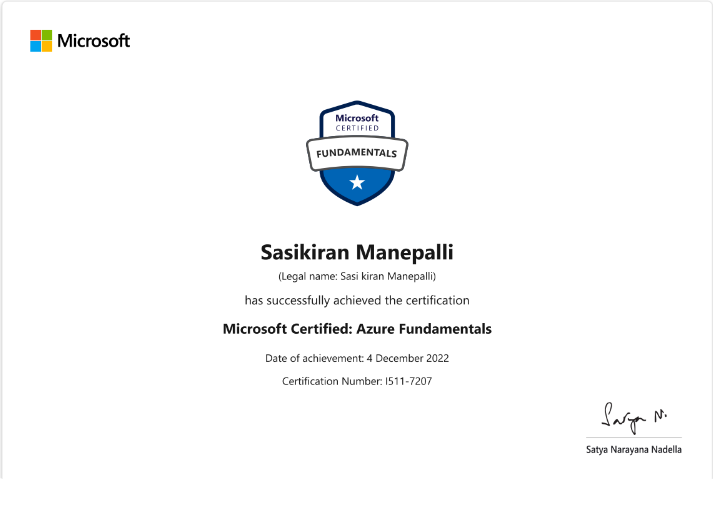 Microsoft
Microsoft
CERTIFIED
FUNDAMENTALS
Sasikiran Manepalli
(Legal name: Sasi kiran Manepalli)
has successfully achieved the certification
Microsoft Certified: Azure Fundamentals
Date of achievement: 4 December 2022
Certification Number: I511-7207
Satya N.
Satya Narayana Nadella